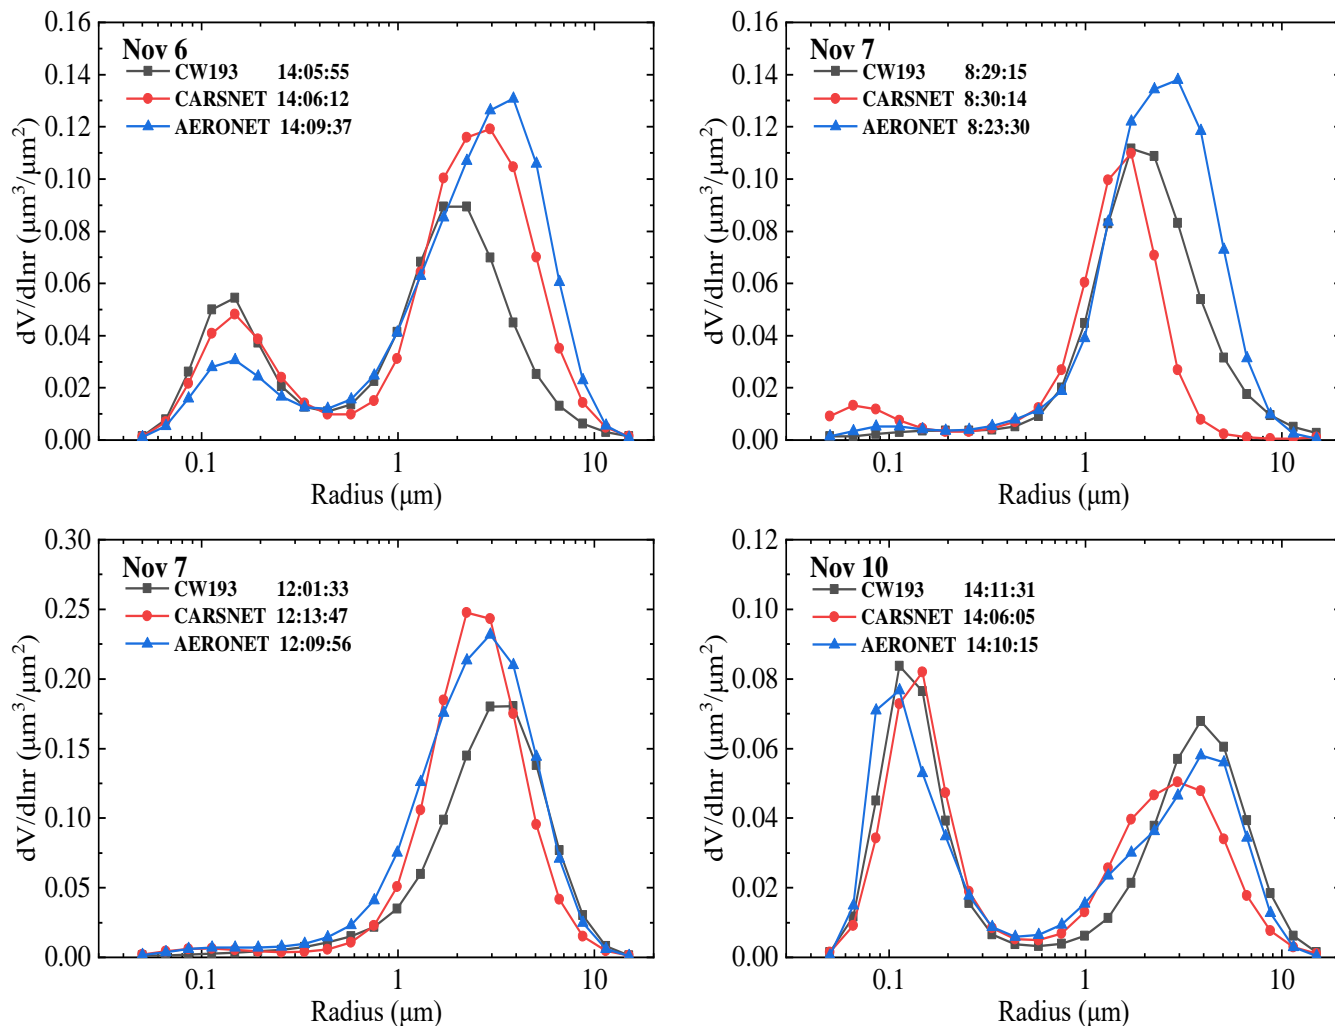 0.16
0.14
0.12
0.10
0.08
0.06
0.04
0.02
0.00
dV/dlnr (μm³/μm²)
Nov 6
CW193 14:05:55
CARSNET 14:06:12
AERONET 14:09:37
0.1 1 10
Radius (μm)
0.16
0.14
0.12
0.10
0.08
0.06
0.04
0.02
0.00
dV/dlnr (μm³/μm²)
Nov 7
CW193 8:29:15
CARSNET 8:30:14
AERONET 8:23:30
0.1 1 10
Radius (μm)
0.30
0.25
0.20
0.15
0.10
0.05
0.00
dV/dlnr (μm³/μm²)
Nov 7
CW193 12:01:33
CARSNET 12:13:47
AERONET 12:09:56
0.1 1 10
Radius (μm)
0.12
0.10
0.08
0.06
0.04
0.02
0.00
dV/dlnr (μm³/μm²)
Nov 10
CW193 14:11:31
CARSNET 14:06:05
AERONET 14:10:15
0.1 1 10
Radius (μm)